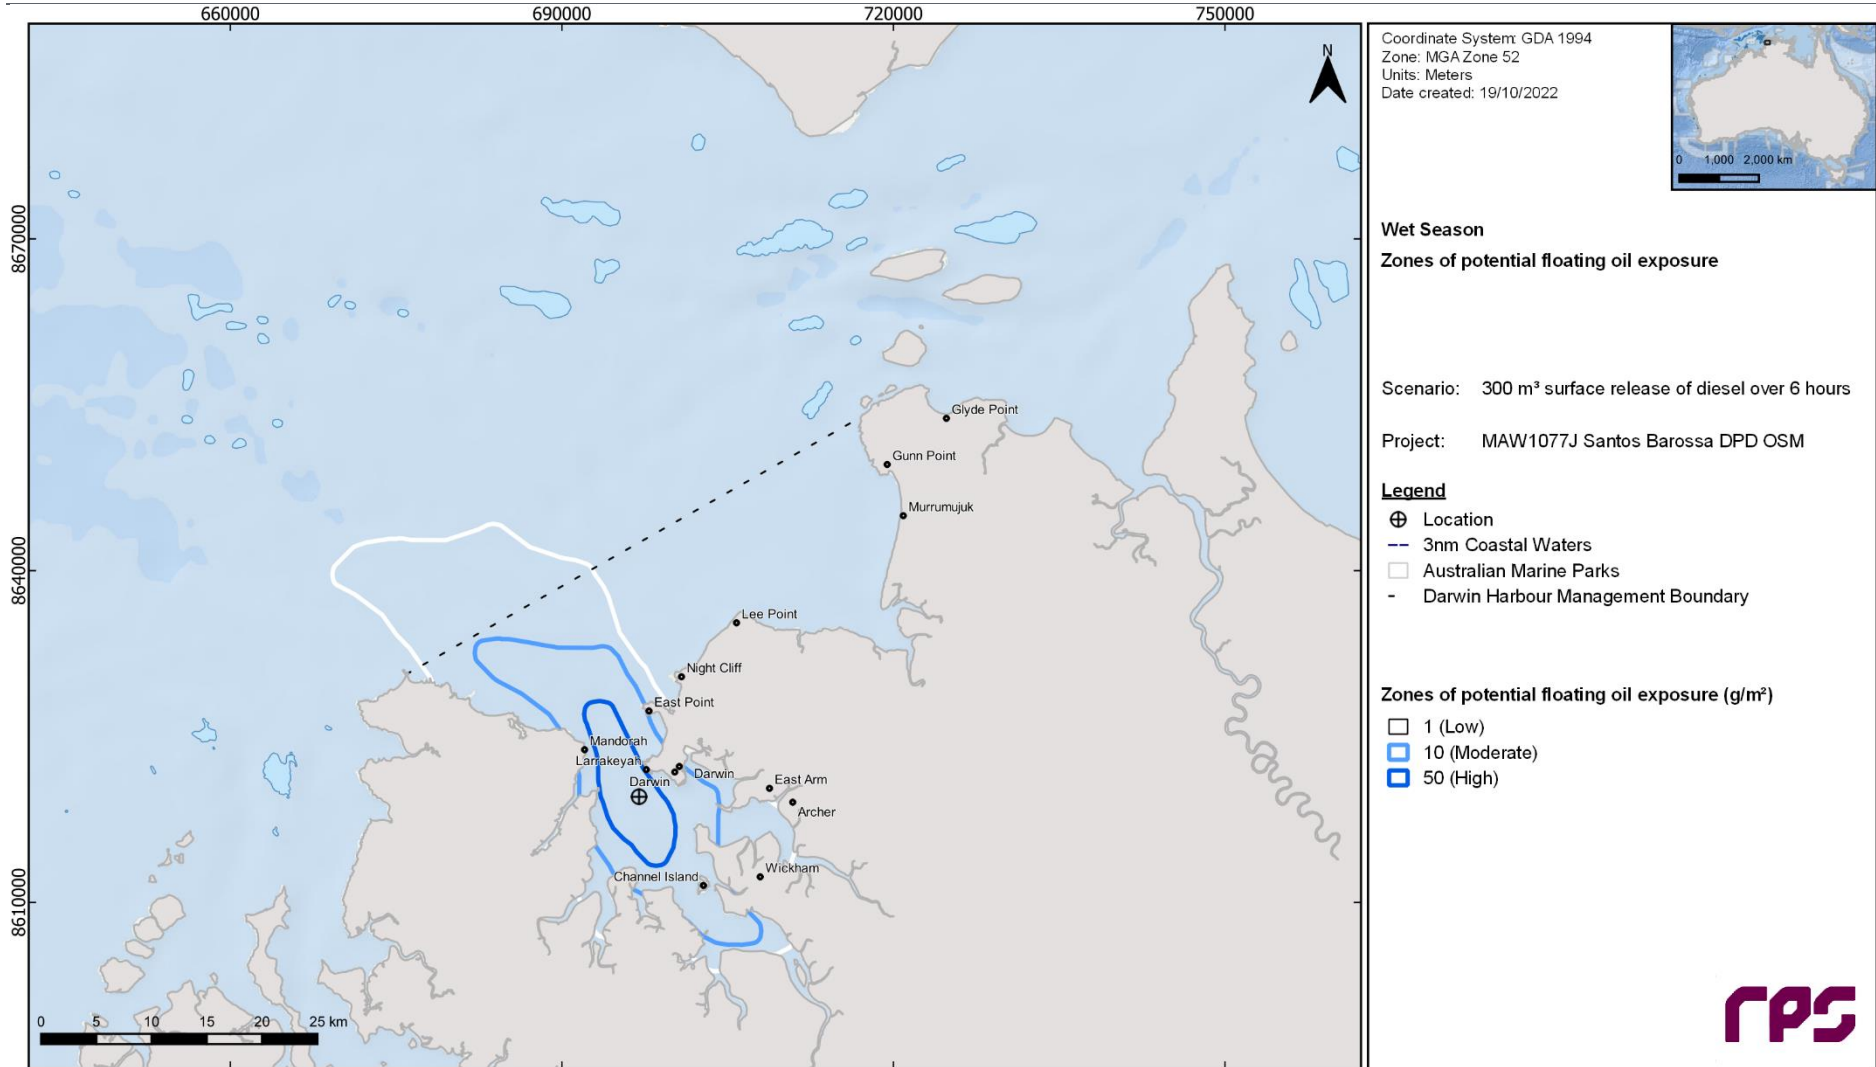 660000
690000
720000
750000
8670000
8640000
8610000
N
Glyde Point
Gunn Point
Murrumujuk
Lee Point
Night Cliff
East Point
Mandorah
Larrakeyah
Darwin
Darwin
East Arm
Archer
Channel Island
Wickham
0 5 10 15 20 25 km
Coordinate System: GDA 1994
Zone: MGA Zone 52
Units: Meters
Date created: 19/10/2022
0 1,000 2,000 km
Wet Season
Zones of potential floating oil exposure
Scenario: 300 m³ surface release of diesel over 6 hours
Project: MAW1077J Santos Barossa DPD OSM
Legend
Location
3nm Coastal Waters
Australian Marine Parks
Darwin Harbour Management Boundary
Zones of potential floating oil exposure (g/m²)
1 (Low)
10 (Moderate)
50 (High)
rps